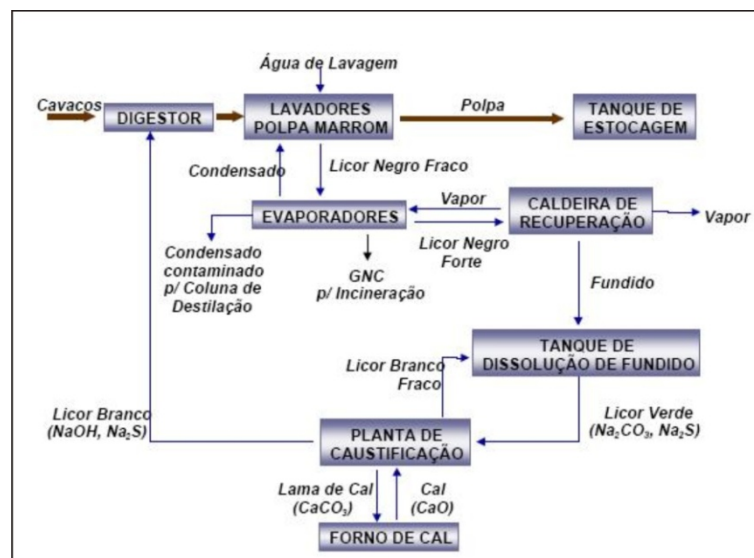 Água de Lavagem
Cavacos
DIGESTOR
LAVADORES
POLPA MARROM
Polpa
TANQUE DE
ESTOCAGEM
Condensado
Licor Negro Fraco
EVAPORADORES
Vapor
CALDEIRA DE
RECUPERAÇÃO
Vapor
Licor Negro
Forte
Condensado
contaminado
p/ Coluna de
Destilação
GNC
p/ Incineração
Fundido
TANQUE DE
DISSOLUÇÃO DE FUNDIDO
Licor Branco
Fraco
Licor Branco
(NaOH, Na₂S)
PLANTA DE
CAUSTIFICAÇÃO
Licor Verde
(Na₂CO₃, Na₂S)
Lama de Cal
(CaCO₃)
Cal
(CaO)
FORNO DE CAL